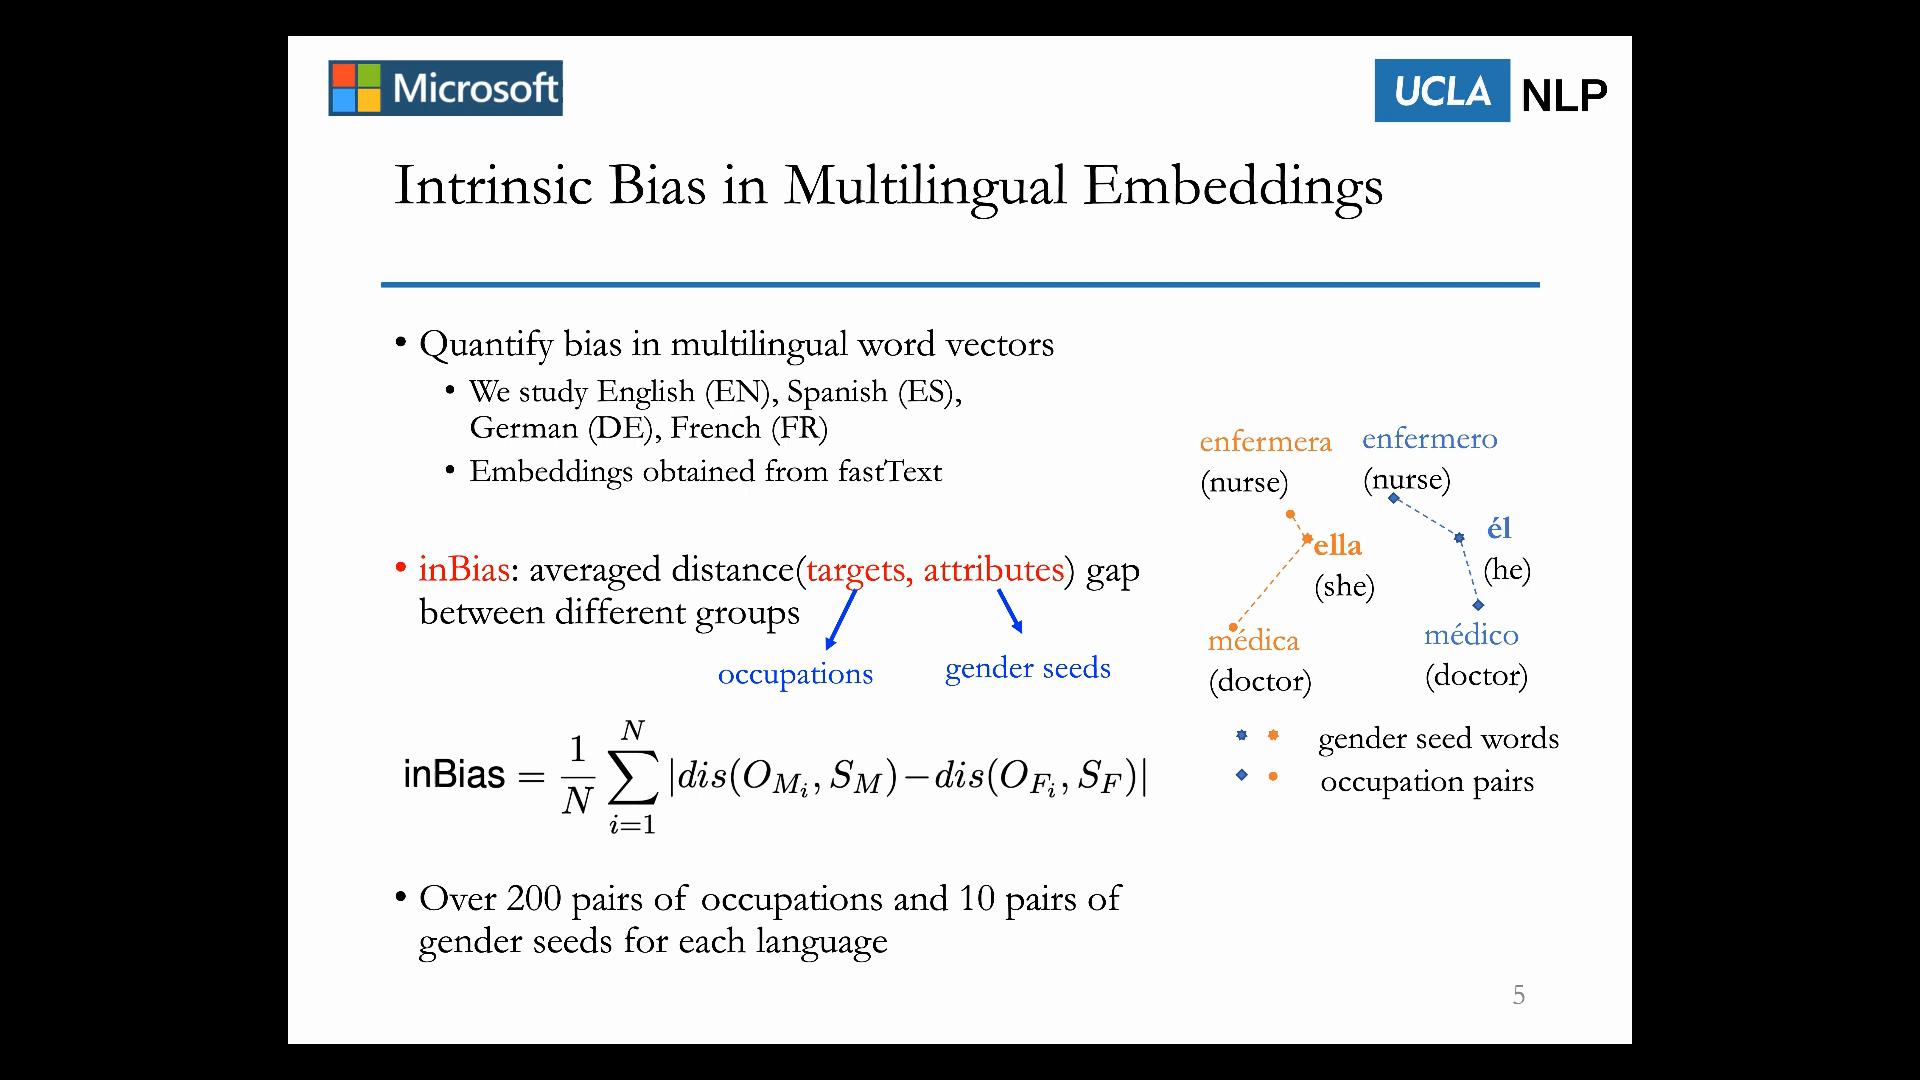 Microsoft
UCLA NLP
Intrinsic Bias in Multilingual Embeddings
• Quantify bias in multilingual word vectors
• We study English (EN), Spanish (ES),
German (DE), French (FR)
• Embeddings obtained from fastText
• inBias: averaged distance(targets, attributes) gap
between different groups
occupations
gender seeds
inBias = \frac{1}{N} \sum_{i=1}^{N} |dis(O_{M_i}, S_M) − dis(O_{F_i}, S_F)|
• Over 200 pairs of occupations and 10 pairs of
gender seeds for each language
enfermera
(nurse)
enfermero
(nurse)
ella
(she)
él
(he)
médica
(doctor)
médico
(doctor)
gender seed words
occupation pairs
5